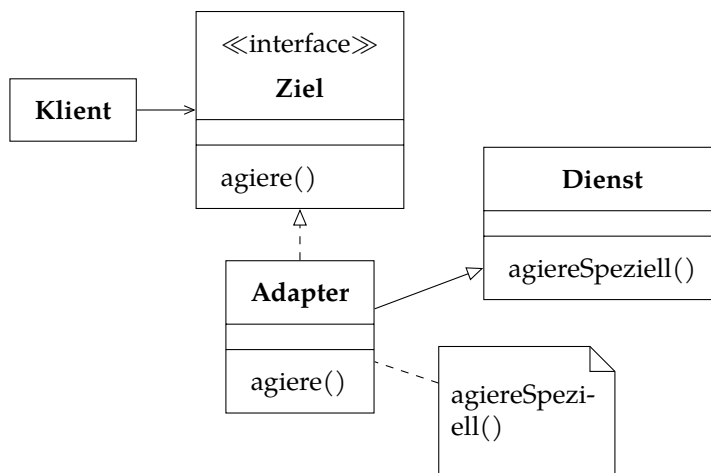 ≪interface≫
Ziel
Klient
agiere()
Dienst
agiereSpeziell()
Adapter
agiere()
agiereSpezi-
ell()